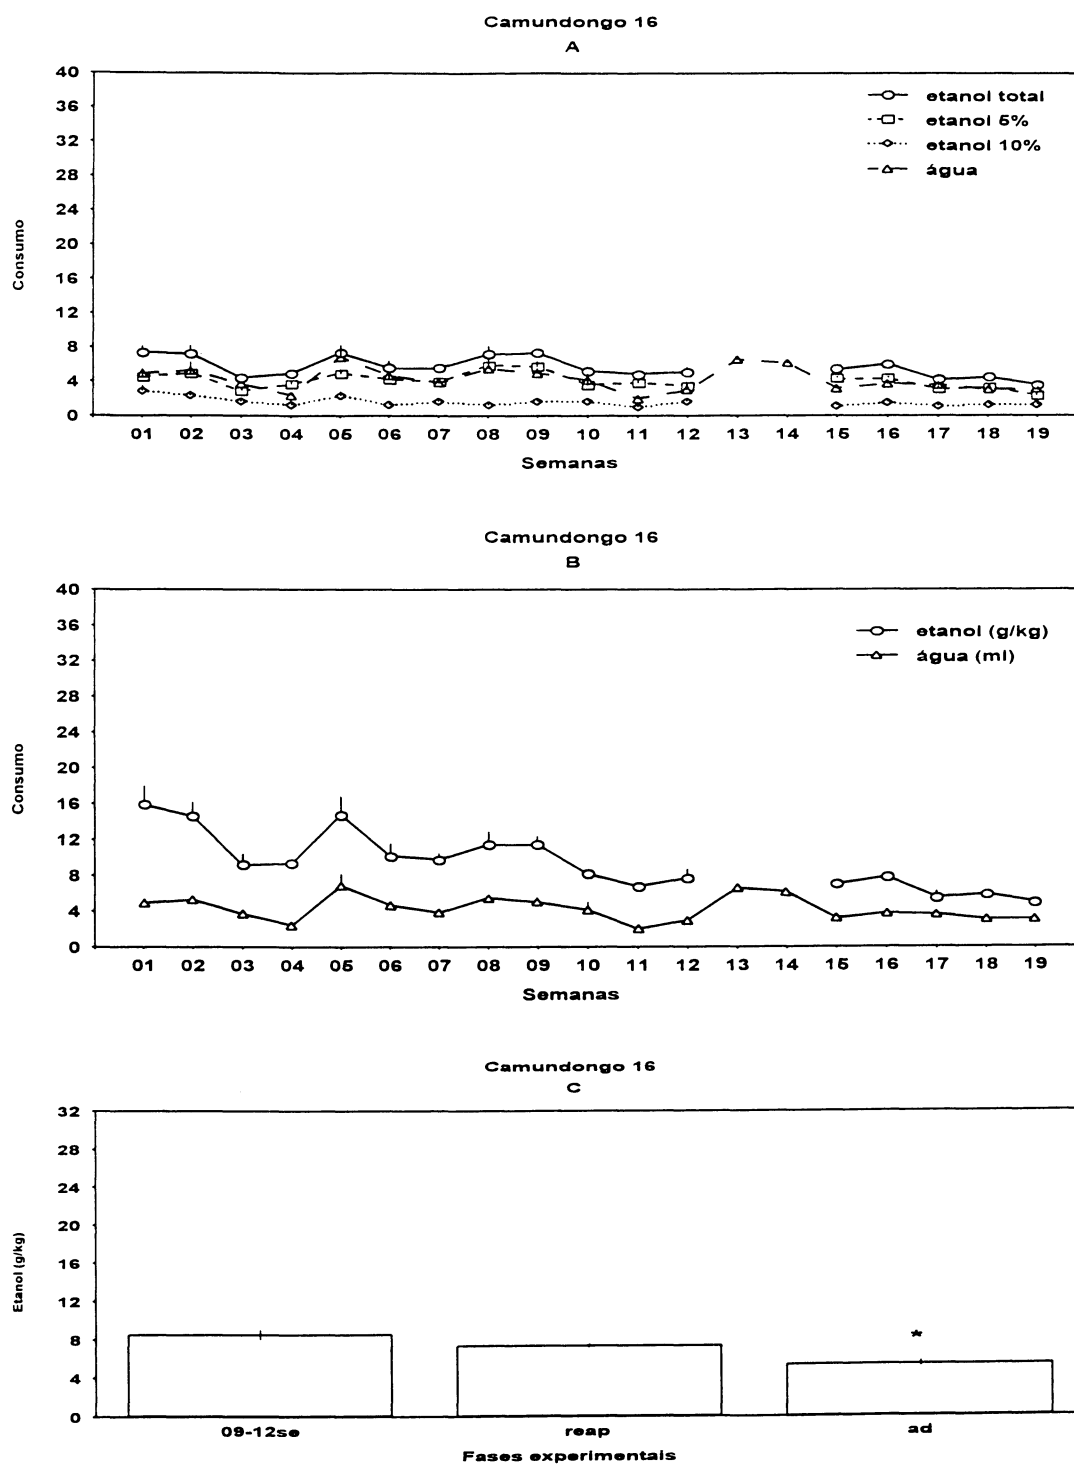 Camundongo 16
A
40
36
32
28
24
20
16
12
8
4
0
Consumo
etanol total
etanol 5%
etanol 10%
água
01 02 03 04 05 06 07 08 09 10 11 12 13 14 15 16 17 18 19
Semanas
Camundongo 16
B
40
36
32
28
24
20
16
12
8
4
0
Consumo
etanol (g/kg)
água (ml)
01 02 03 04 05 06 07 08 09 10 11 12 13 14 15 16 17 18 19
Semanas
Camundongo 16
C
32
28
24
20
16
12
8
4
0
Etanol (g/kg)
*
09-12se reap ad
Fases experimentais